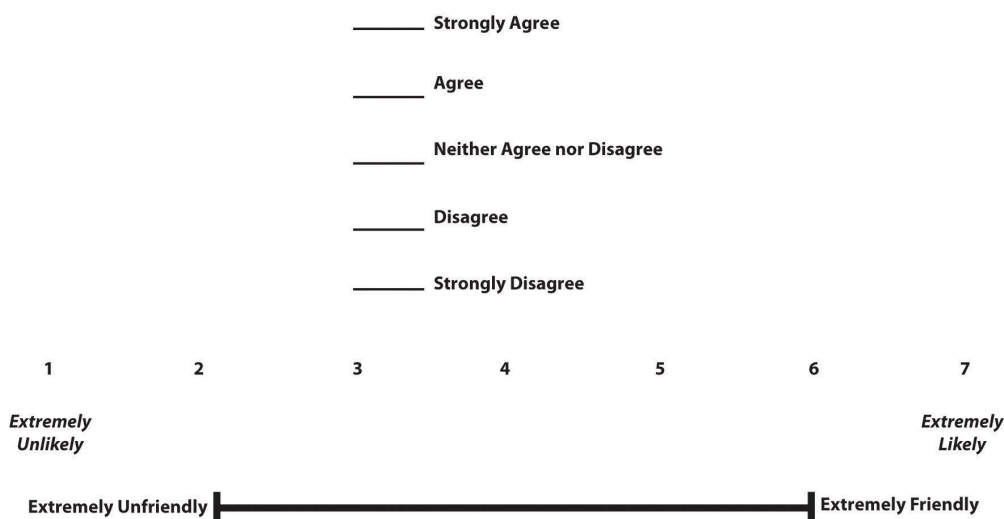 Strongly Agree
Agree
Neither Agree nor Disagree
Disagree
Strongly Disagree
1 2 3 4 5 6 7
Extremely Unlikely
Extremely Likely
Extremely Unfriendly Extremely Friendly